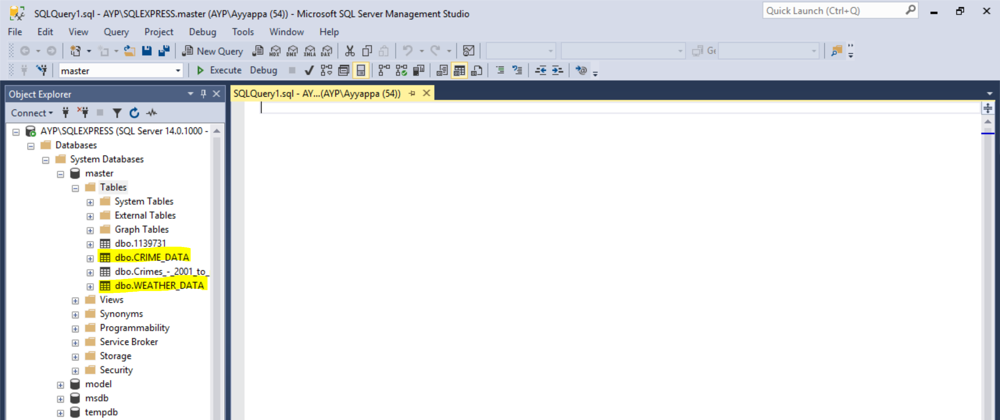 SQLQuery1.sql - AYP\SQLEXPRESS.master (AYP\Ayyappa (54)) - Microsoft SQL Server Management Studio
Quick Launch (Ctrl+Q)
File Edit View Query Project Debug Tools Window Help
New Query MDX DMX XMLA DAX Ge
master Execute Debug
Object Explorer
SQLQuery1.sql - AY...(AYP\Ayyappa (54))
Connect
AYP\SQLEXPRESS (SQL Server 14.0.1000 -
Databases
System Databases
master
Tables
System Tables
External Tables
Graph Tables
dbo.1139731
dbo.CRIME_DATA
dbo.Crimes_-_2001_to_
dbo.WEATHER_DATA
Views
Synonyms
Programmability
Service Broker
Storage
Security
model
msdb
tempdb